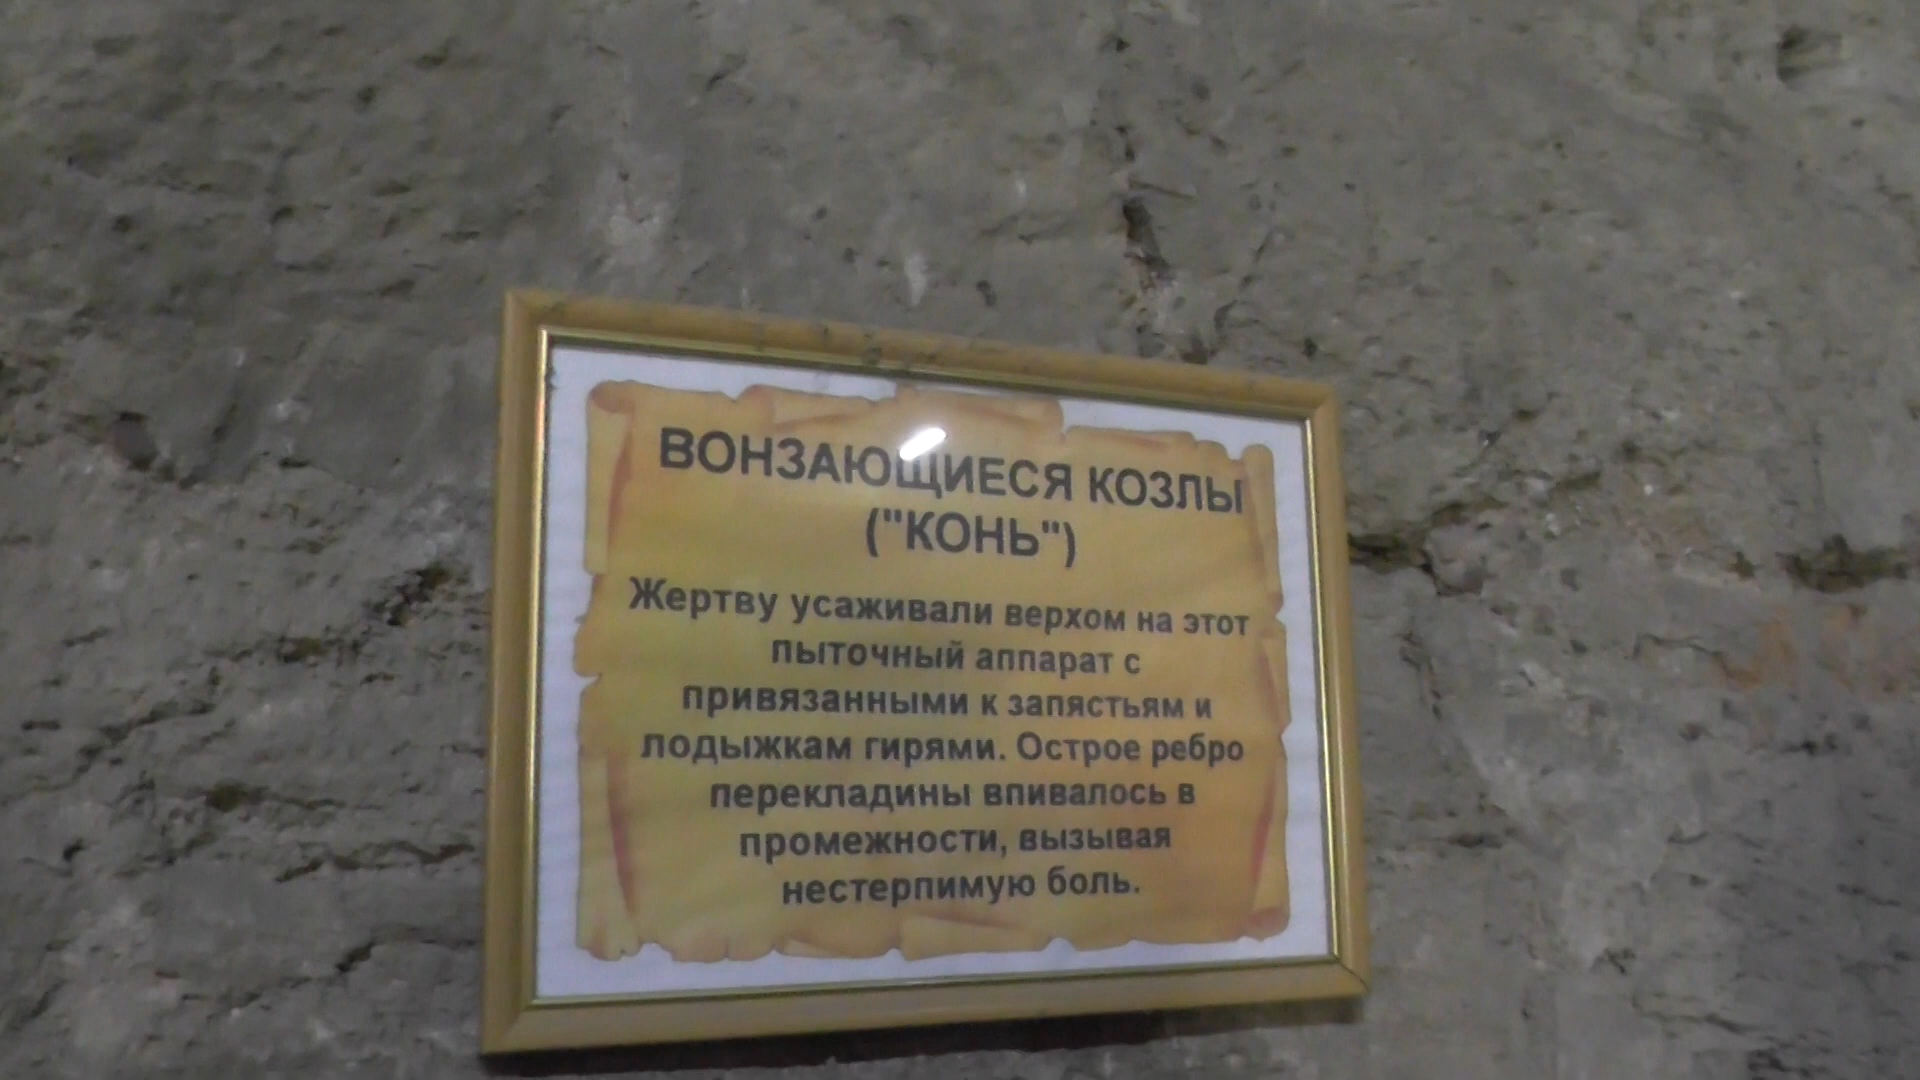 ВОНЗАЮЩИЕСЯ КОЗЛЫ
("КОНЬ")
Жертву усаживали верхом на этот
пыточный аппарат с
привязанными к запястьям и
лодыжкам гирями. Острое ребро
перекладины впивалось в
промежности, вызывая
нестерпимую боль.